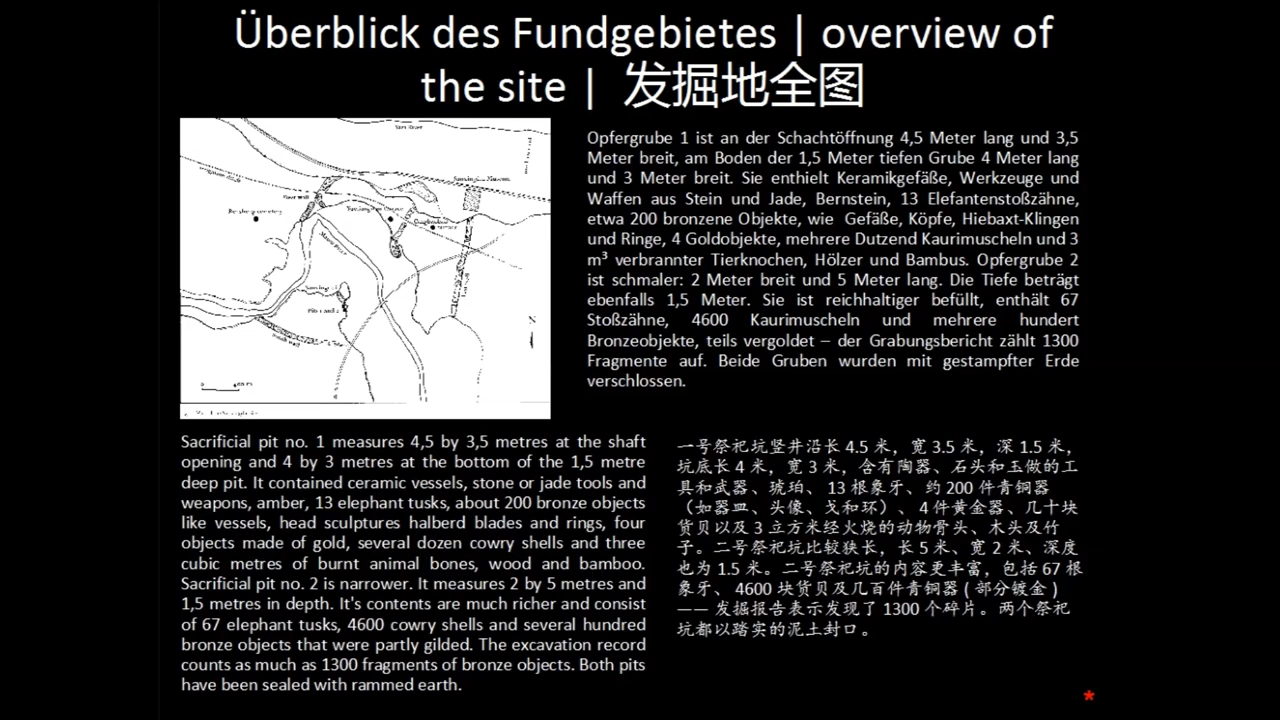 Überblick des Fundgebietes | overview of
the site | 发掘地全图
Opfergrube 1 ist an der Schachtöffnung 4,5 Meter lang und 3,5
Meter breit, am Boden der 1,5 Meter tiefen Grube 4 Meter lang
und 3 Meter breit. Sie enthielt Keramikgefäße, Werkzeuge und
Waffen aus Stein und Jade, Bernstein, 13 Elefantenstoßzähne,
etwa 200 bronzene Objekte, wie Gefäße, Köpfe, Hiebaxt-Klingen
und Ringe, 4 Goldobjekte, mehrere Dutzend Kaurimuscheln und 3
m³ verbrannter Tierknochen, Hölzer und Bambus. Opfergrube 2
ist schmaler: 2 Meter breit und 5 Meter lang. Die Tiefe beträgt
ebenfalls 1,5 Meter. Sie ist reichhaltiger befüllt, enthält 67
Stoßzähne, 4600 Kaurimuscheln und mehrere hundert
Bronzeobjekte, teils vergoldet – der Grabungsbericht zählt 1300
Fragmente auf. Beide Gruben wurden mit gestampfter Erde
verschlossen.
N
0
Sacrificial pit no. 1 measures 4,5 by 3,5 metres at the shaft
opening and 4 by 3 metres at the bottom of the 1,5 metre
deep pit. It contained ceramic vessels, stone or jade tools and
weapons, amber, 13 elephant tusks, about 200 bronze objects
like vessels, head sculptures halberd blades and rings, four
objects made of gold, several dozen cowry shells and three
cubic metres of burnt animal bones, wood and bamboo.
Sacrificial pit no. 2 is narrower. It measures 2 by 5 metres and
1,5 metres in depth. It's contents are much richer and consist
of 67 elephant tusks, 4600 cowry shells and several hundred
bronze objects that were partly gilded. The excavation record
counts as much as 1300 fragments of bronze objects. Both pits
have been sealed with rammed earth.
一号祭祀坑竖井沿长 4.5 米，宽 3.5 米，深 1.5 米，
坑底长 4 米，宽 3 米，含有陶器、石头和玉做的工
具和武器、琥珀、 13 根象牙、约 200 件青铜器
（如器皿、头像、戈和环）、 4 件黄金器、几十块
货贝以及 3 立方米经火烧的动物骨头、木头及竹
子。二号祭祀坑比较狭长，长 5 米、宽 2 米、深度
也为 1.5 米。二号祭祀坑的内容更丰富，包括 67 根
象牙、 4600 块货贝及几百件青铜器 ( 部分镀金 )
—— 发掘报告表示发现了 1300 个碎片。两个祭祀
坑都以踏实的泥土封口。
*